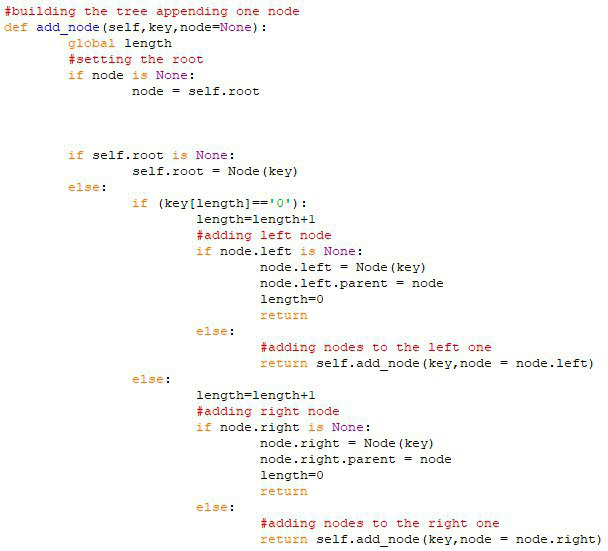 #building the tree appending one node
def add_node(self,key,node=None):
        global length
        #setting the root
        if node is None:
                node = self.root
        if self.root is None:
                self.root = Node(key)
        else:
                if (key[length]=='0'):
                        length=length+1
                        #adding left node
                        if node.left is None:
                                node.left = Node(key)
                                node.left.parent = node
                                length=0
                                return
                        else:
                                #adding nodes to the left one
                                return self.add_node(key,node = node.left)
                else:
                        length=length+1
                        #adding right node
                        if node.right is None:
                                node.right = Node(key)
                                node.right.parent = node
                                length=0
                                return
                        else:
                                #adding nodes to the right one
                                return self.add_node(key,node = node.right)